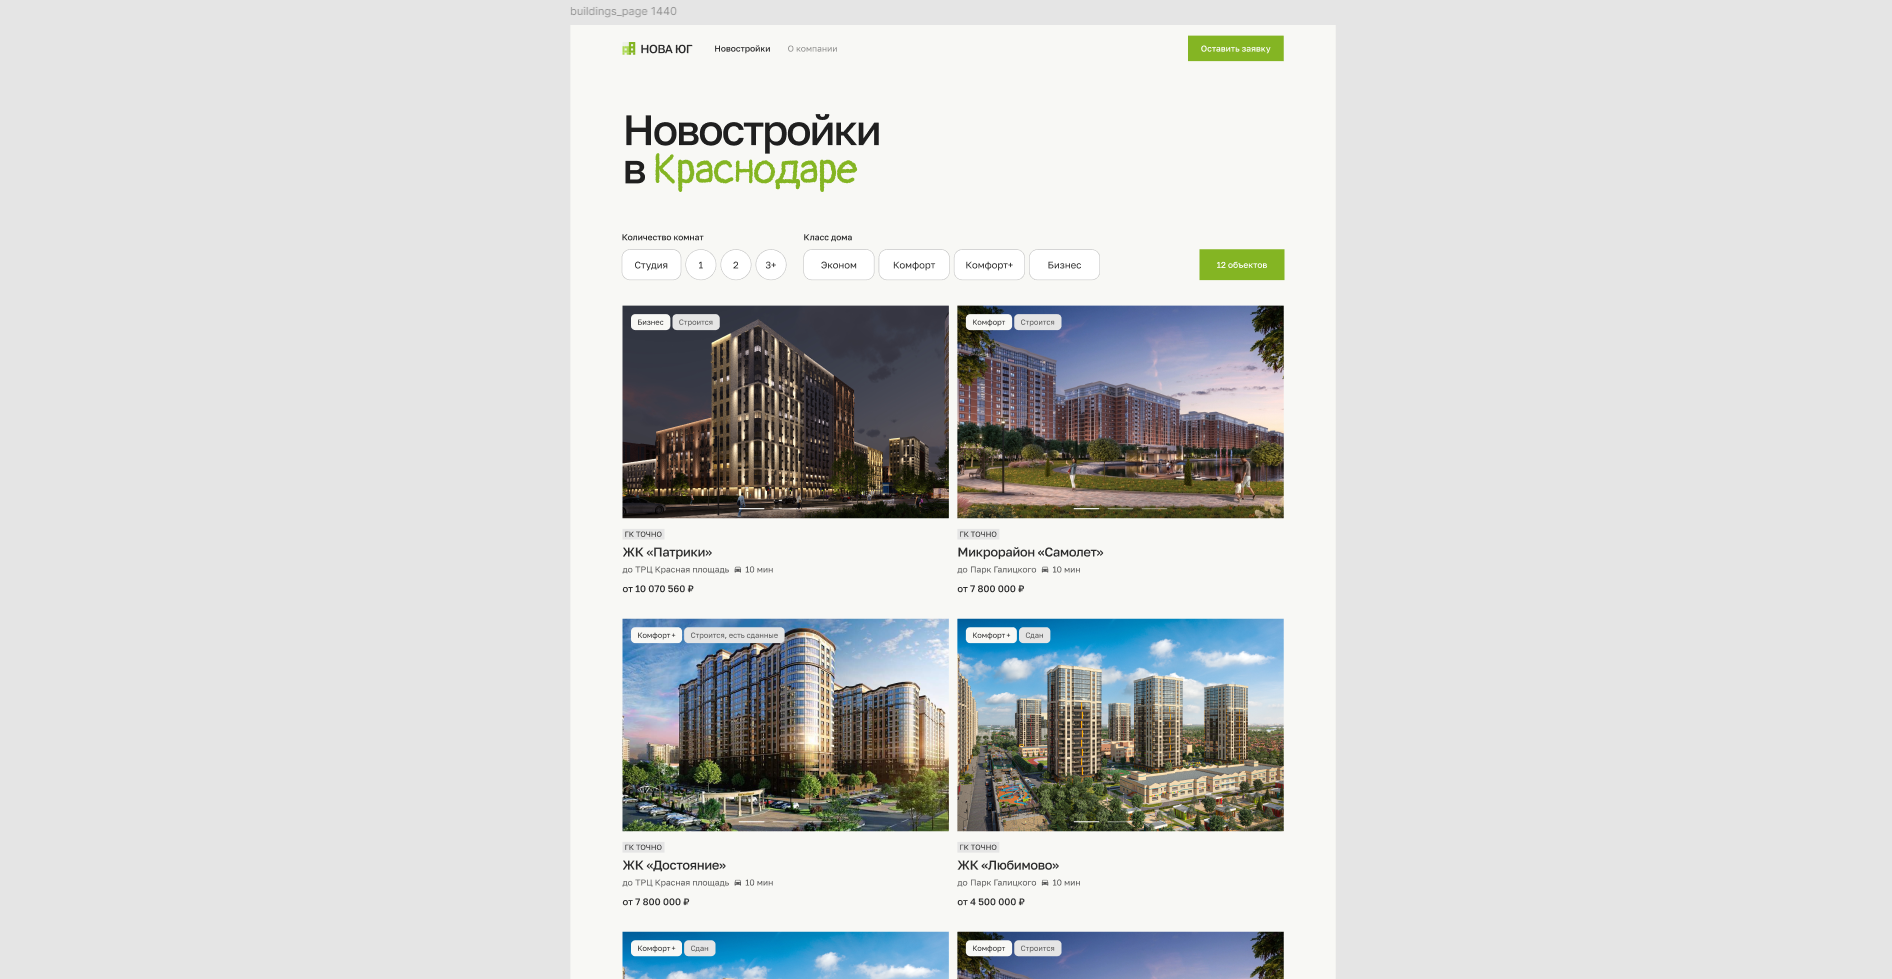 buildings_page 1440
НОВА ЮГ Новостройки О компании Оставить заявку
Новостройки
в Краснодаре
Количество комнат Класс дома
Студия 1 2 3+ Эконом Комфорт Комфорт+ Бизнес 12 объектов
Бизнес Строится
Комфорт Строится
ГК ТОЧНО
ЖК «Патрики»
до ТРЦ Красная площадь 10 мин
от 10 070 560 ₽
ГК ТОЧНО
Микрорайон «Самолет»
до Парк Галицкого 10 мин
от 7 800 000 ₽
Комфорт+ Строится, есть сданные
Комфорт+ Сдан
ГК ТОЧНО
ЖК «Достояние»
до ТРЦ Красная площадь 10 мин
от 7 800 000 ₽
ГК ТОЧНО
ЖК «Любимово»
до Парк Галицкого 10 мин
от 4 500 000 ₽
Комфорт+ Сдан
Комфорт Строится